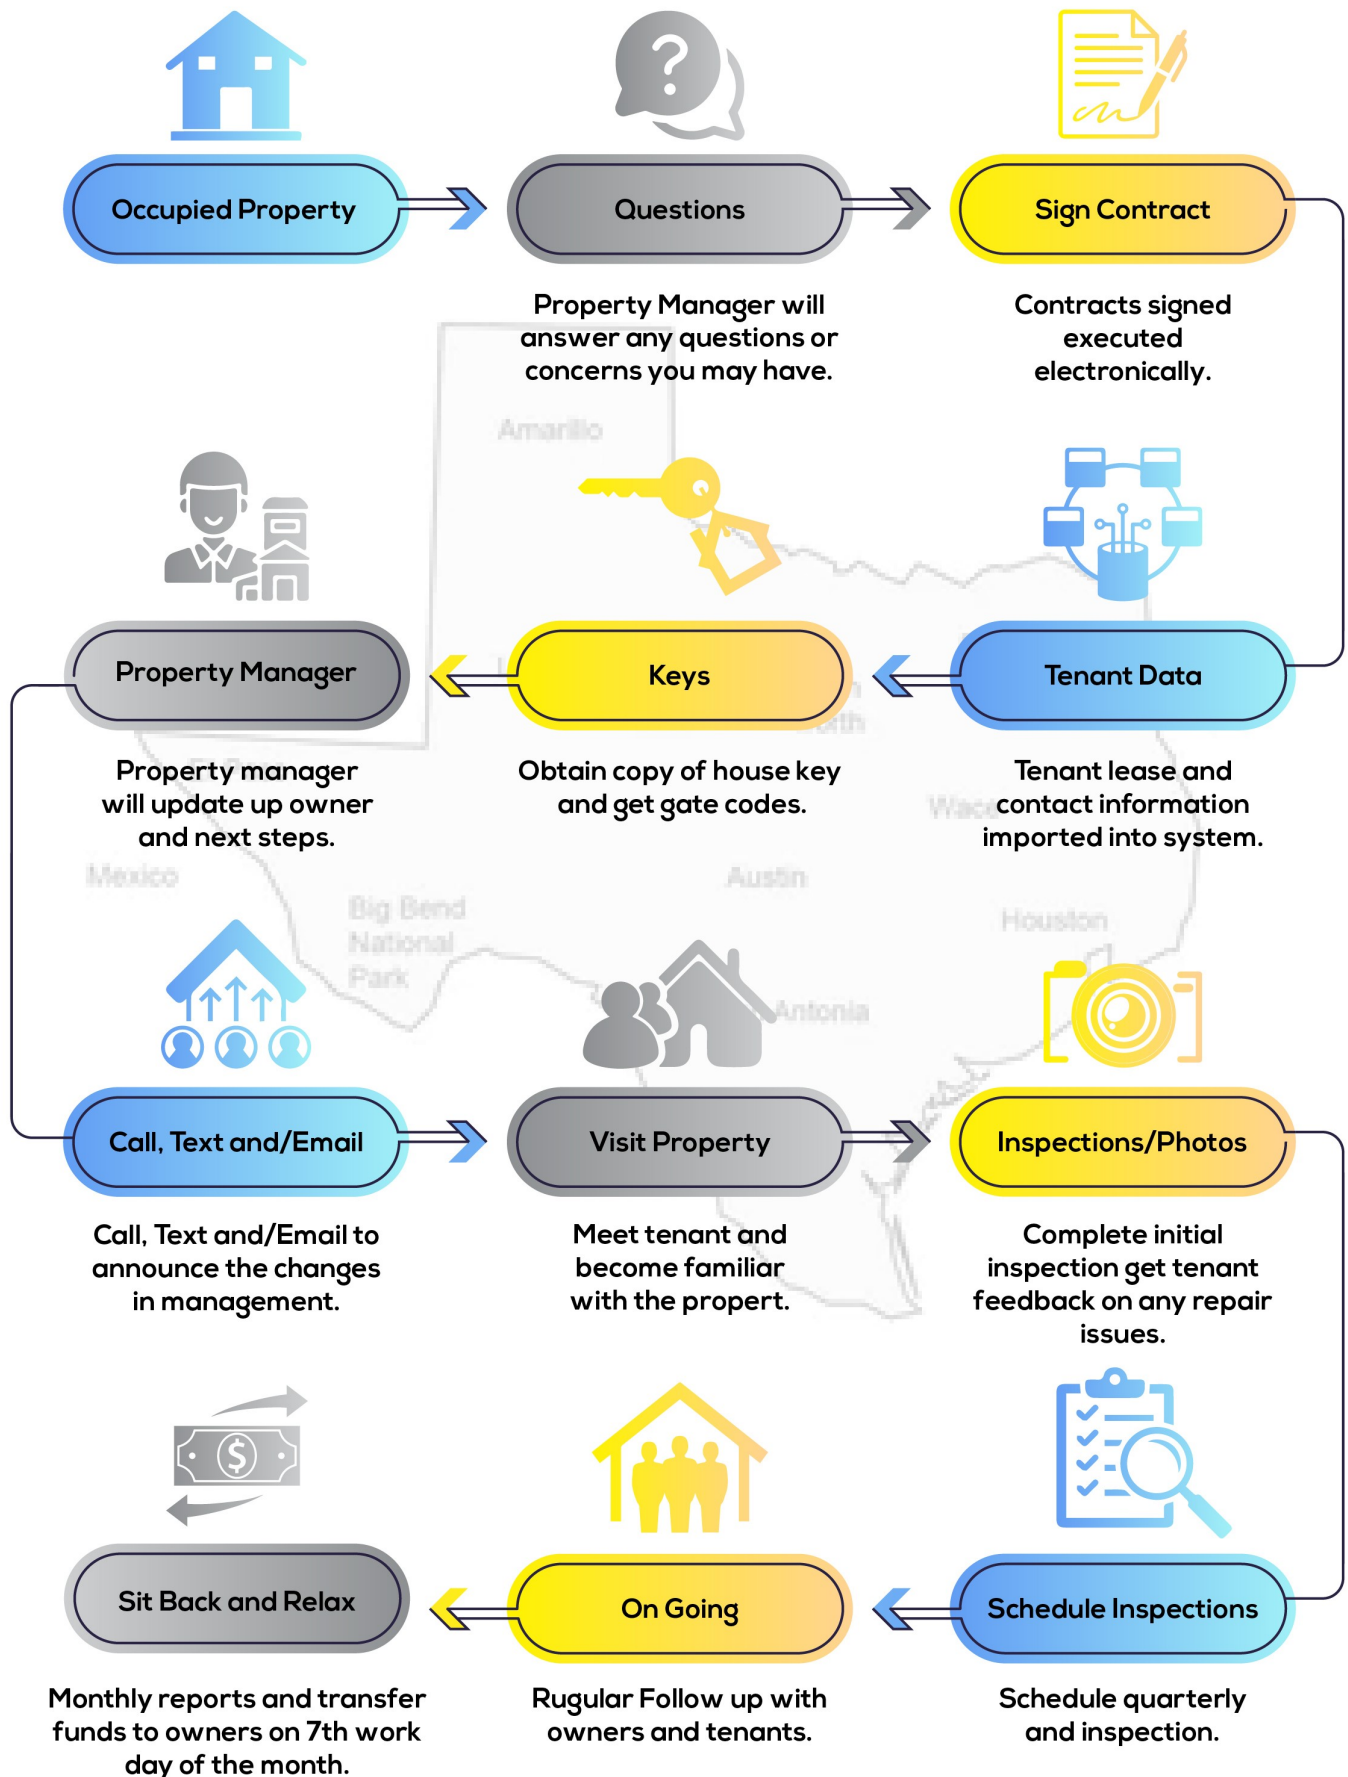 Occupied Property
Questions
Sign Contract
Property Manager will
answer any questions or
concerns you may have.
Contracts signed
executed
electronically.
Amarillo
Property Manager
Keys
Tenant Data
Property manager
will update up owner
and next steps.
Obtain copy of house key
and get gate codes.
Tenant lease and
contact information
imported into system.
Mexico
Austin
Big Bend
National
Park
Houston
Antonia
Call, Text and/Email
Visit Property
Inspections/Photos
Call, Text and/Email to
announce the changes
in management.
Meet tenant and
become familiar
with the propert.
Complete initial
inspection get tenant
feedback on any repair
issues.
$
Sit Back and Relax
On Going
Schedule Inspections
Monthly reports and transfer
funds to owners on 7th work
day of the month.
Rugular Follow up with
owners and tenants.
Schedule quarterly
and inspection.